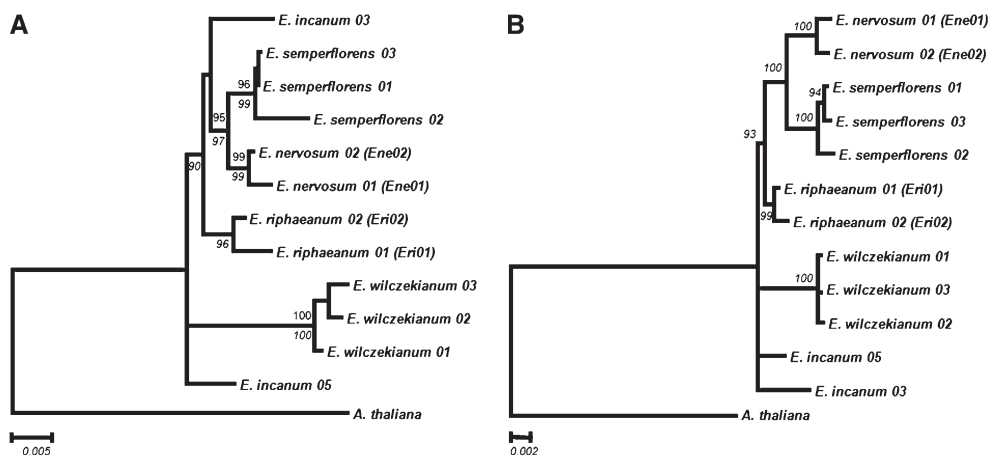 A
E. incanum 03
E. semperflorens 03
96
E. semperflorens 01
99
95
E. semperflorens 02
97
99
E. nervosum 02 (Ene02)
90
99
E. nervosum 01 (Ene01)
E. riphaeanum 02 (Eri02)
96
E. riphaeanum 01 (Eri01)
E. wilczekianum 03
100
E. wilczekianum 02
100
E. wilczekianum 01
E. incanum 05
A. thaliana
0.005
B
E. nervosum 01 (Ene01)
100
E. nervosum 02 (Ene02)
100
E. semperflorens 01
94
100
E. semperflorens 03
93
E. semperflorens 02
E. riphaeanum 01 (Eri01)
99
E. riphaeanum 02 (Eri02)
E. wilczekianum 01
100
E. wilczekianum 03
E. wilczekianum 02
E. incanum 05
E. incanum 03
A. thaliana
0.002